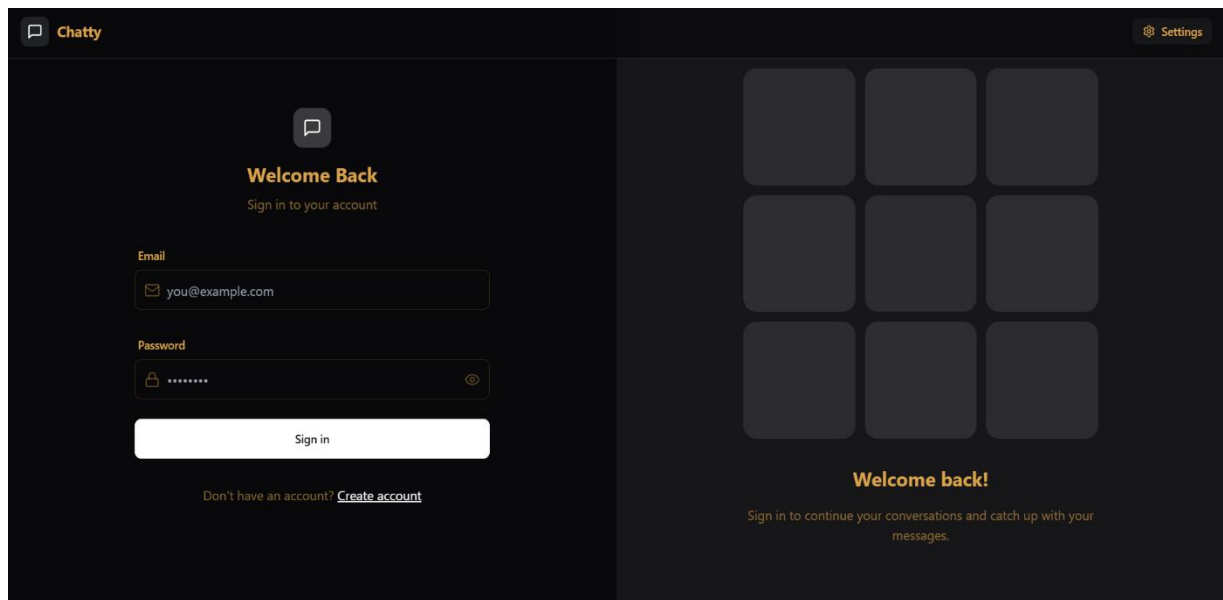 Chatty
Settings
Welcome Back
Sign in to your account
Email
you@example.com
Password
••••••••
Sign in
Don't have an account? Create account
Welcome back!
Sign in to continue your conversations and catch up with your
messages.